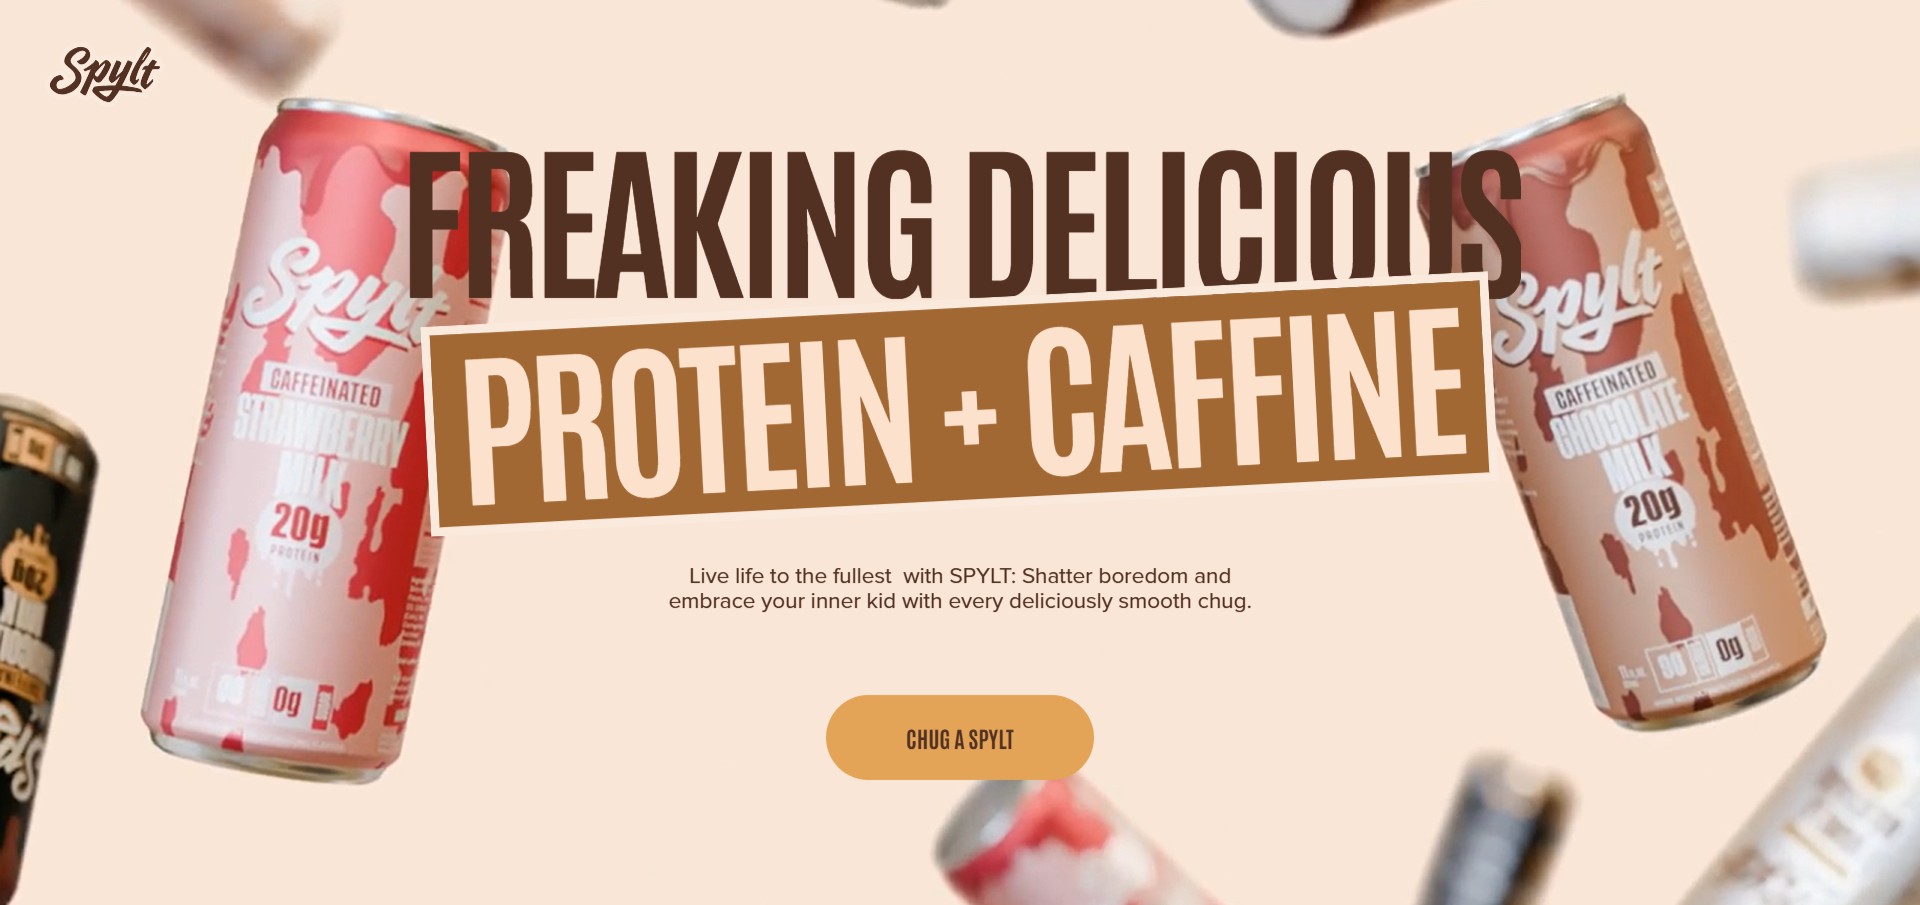 Spylt
FREAKING DELICIOUS
PROTEIN + CAFFINE
Live life to the fullest  with SPYLT: Shatter boredom and
embrace your inner kid with every deliciously smooth chug.
CHUG A SPYLT
Spylt
CAFFEINATED
STRAWBERRY
MILK
20g
PROTEIN
0g
Spylt
CAFFEINATED
CHOCOLATE
MILK
20g
PROTEIN
0g